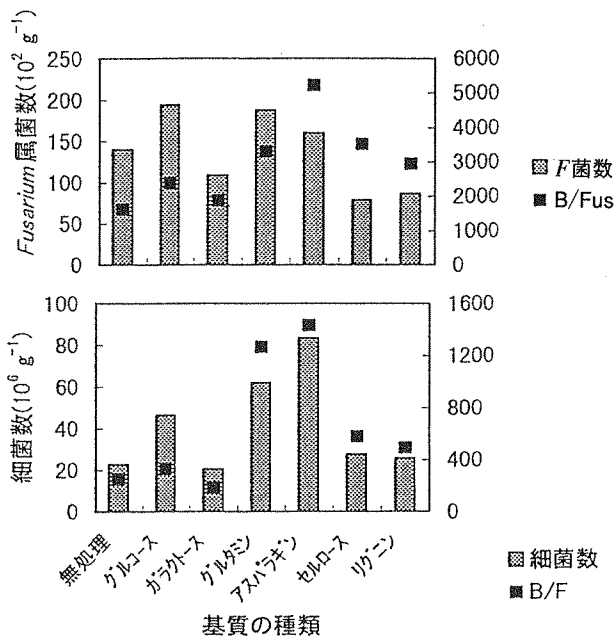 Fusarium属菌数(10² g⁻¹)
250
200
150
100
50
0
6000
5000
4000
3000
2000
1000
0
F菌数
B/Fus
細菌数(10⁶ g⁻¹)
100
80
60
40
20
0
1600
1200
800
400
0
無処理
グルコース
ガラクトース
グルタミン
アスパラギン
セルロース
リグニン
細菌数
B/F
基質の種類